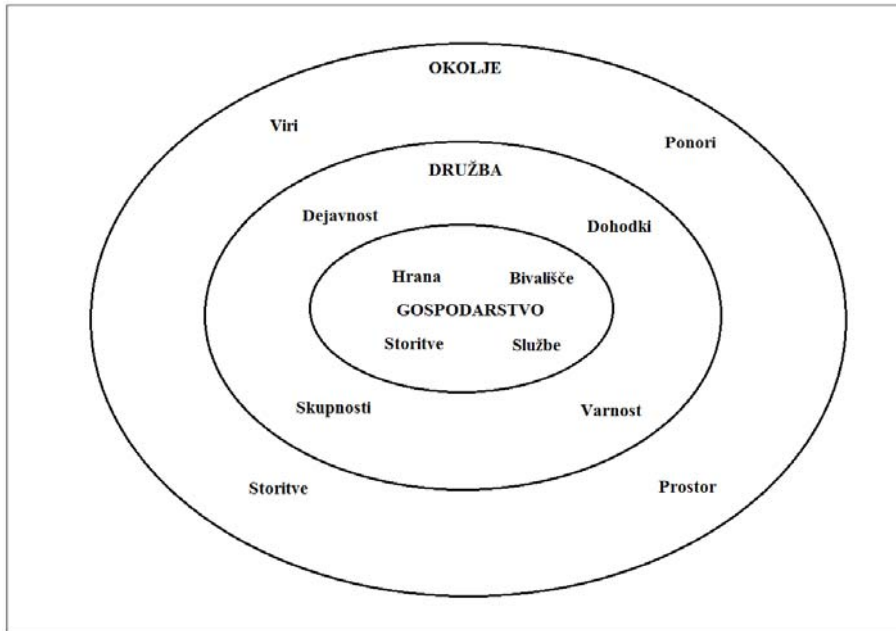 OKOLJE
Viri
Ponori
DRUŽBA
Dejavnost
Dohodki
Hrana
Bivališče
GOSPODARSTVO
Storitve
Službe
Skupnosti
Varnost
Storitve
Prostor